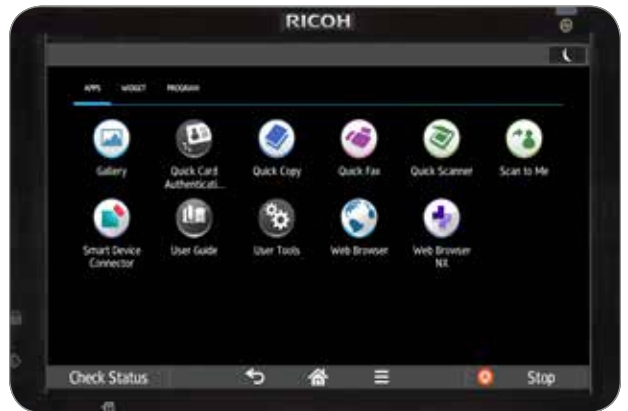 RICOH
APPS WIDGET PROGRAM
Gallery
Quick Card
Authenticati...
Quick Copy
Quick Fax
Quick Scanner
Scan to Me
Smart Device
Connector
User Guide
User Tools
Web Browser
Web Browser
NX
Check Status
Stop